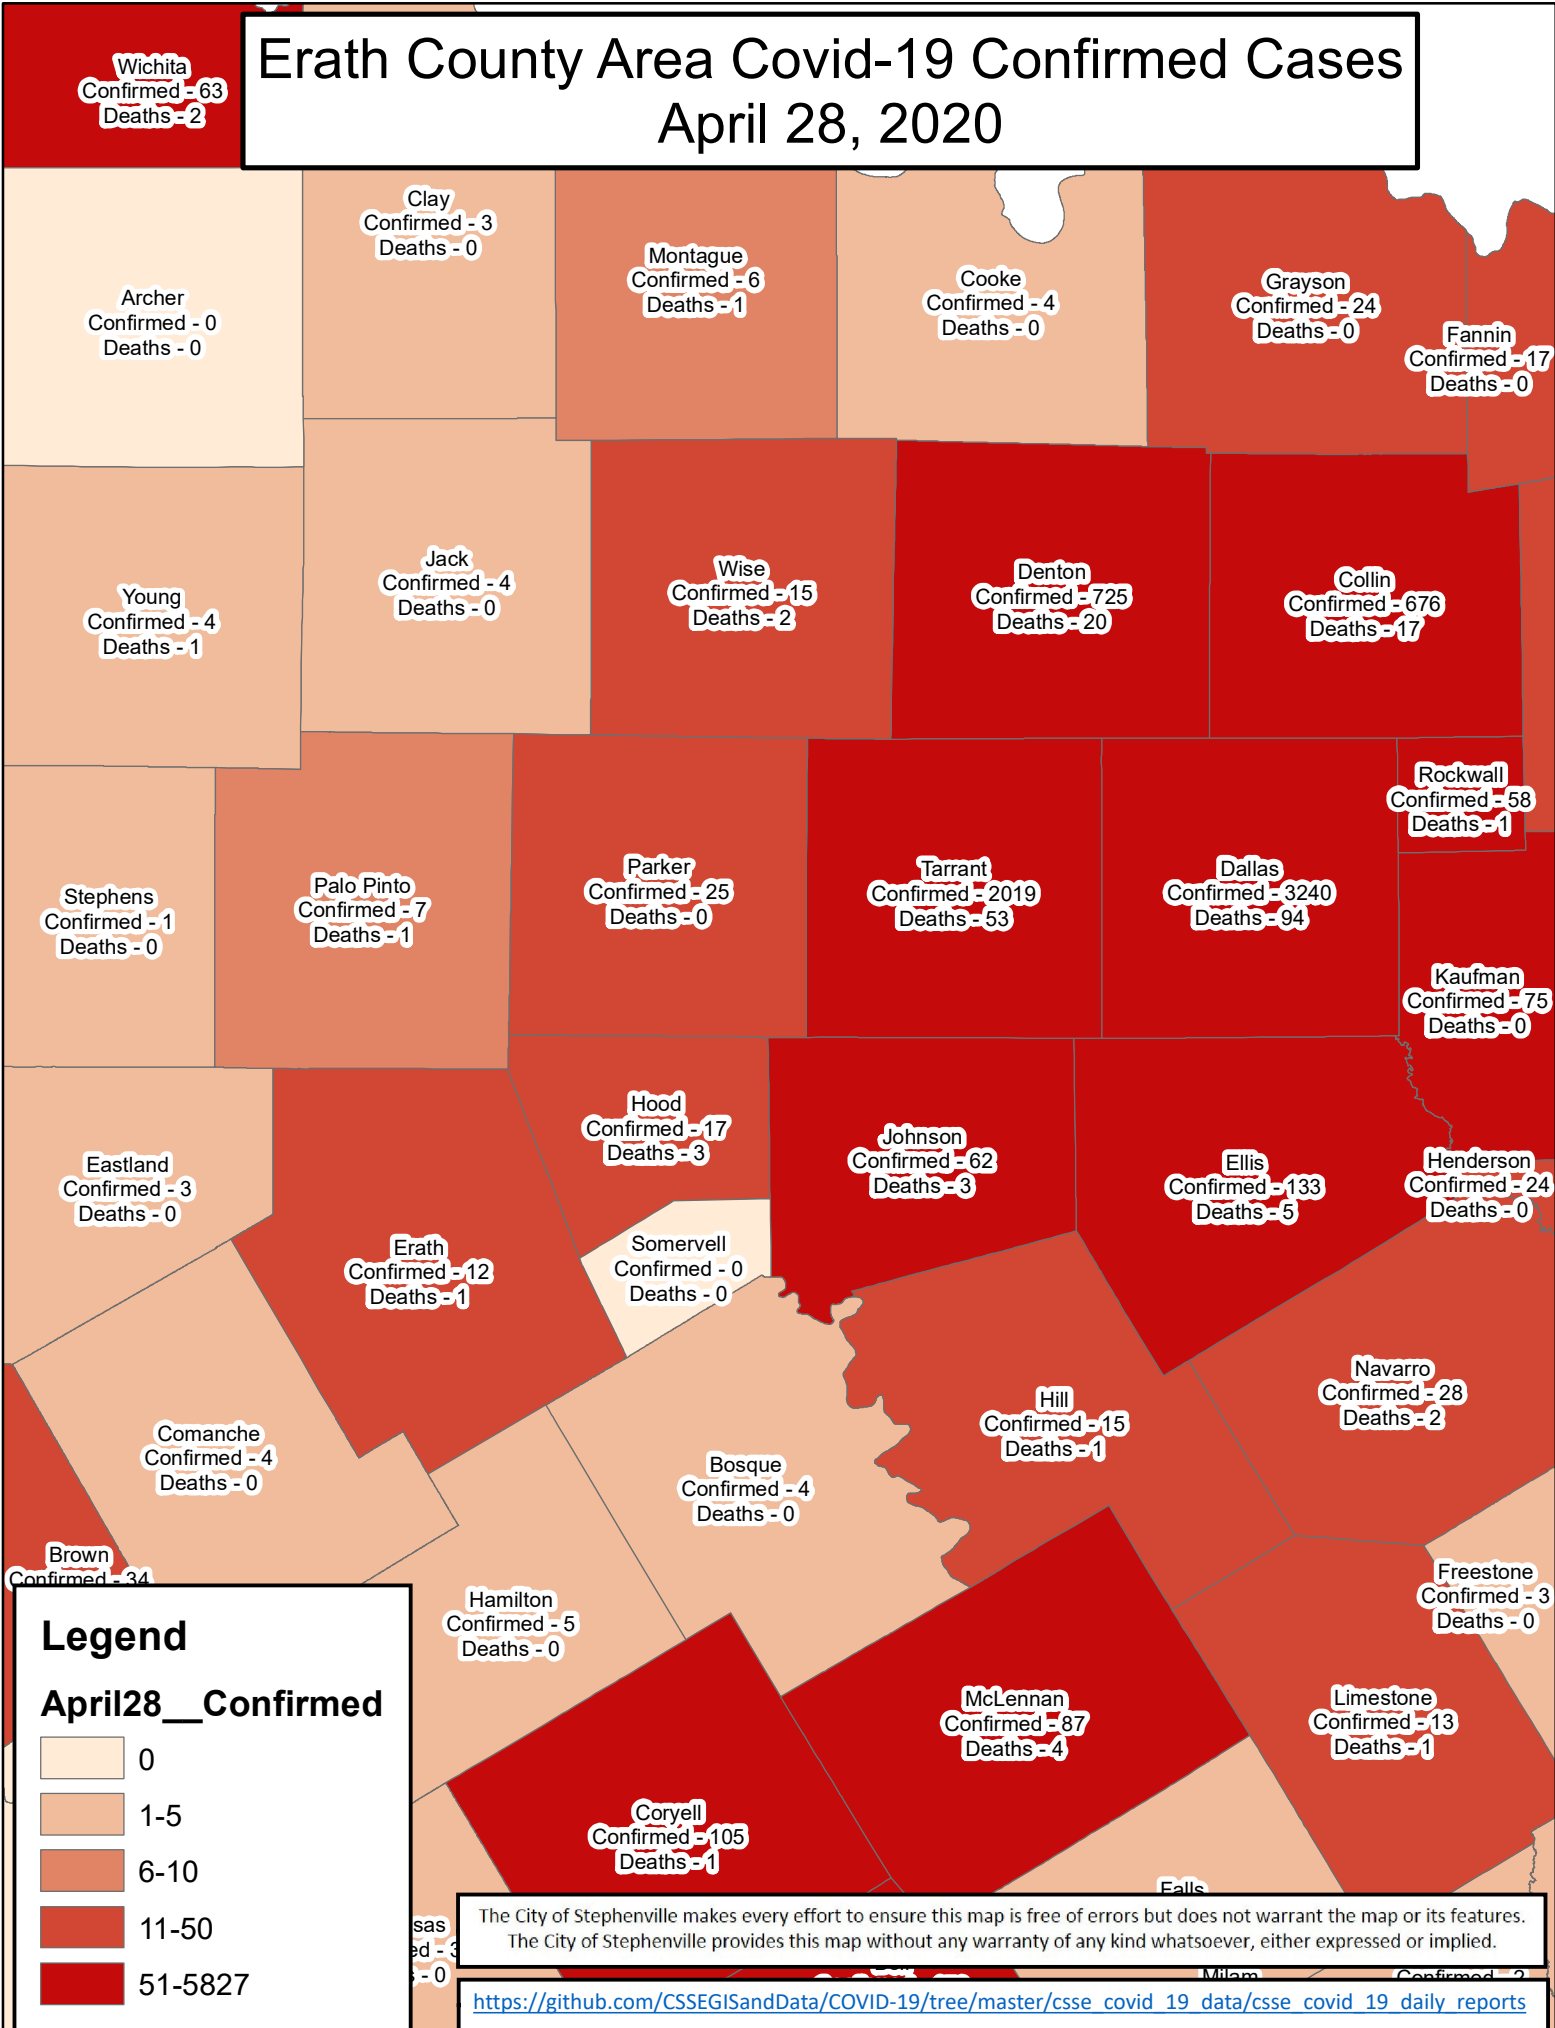 Erath County Area Covid-19 Confirmed Cases
April 28, 2020
Wichita
Confirmed - 63
Deaths - 2
Clay
Confirmed - 3
Deaths - 0
Montague
Confirmed - 6
Deaths - 1
Cooke
Confirmed - 4
Deaths - 0
Grayson
Confirmed - 24
Deaths - 0
Archer
Confirmed - 0
Deaths - 0
Fannin
Confirmed - 17
Deaths - 0
Young
Confirmed - 4
Deaths - 1
Jack
Confirmed - 4
Deaths - 0
Wise
Confirmed - 15
Deaths - 2
Denton
Confirmed - 725
Deaths - 20
Collin
Confirmed - 676
Deaths - 17
Rockwall
Confirmed - 58
Deaths - 1
Stephens
Confirmed - 1
Deaths - 0
Palo Pinto
Confirmed - 7
Deaths - 1
Parker
Confirmed - 25
Deaths - 0
Tarrant
Confirmed - 2019
Deaths - 53
Dallas
Confirmed - 3240
Deaths - 94
Kaufman
Confirmed - 75
Deaths - 0
Eastland
Confirmed - 3
Deaths - 0
Hood
Confirmed - 17
Deaths - 3
Johnson
Confirmed - 62
Deaths - 3
Ellis
Confirmed - 133
Deaths - 5
Henderson
Confirmed - 24
Deaths - 0
Erath
Confirmed - 12
Deaths - 1
Somervell
Confirmed - 0
Deaths - 0
Comanche
Confirmed - 4
Deaths - 0
Bosque
Confirmed - 4
Deaths - 0
Hill
Confirmed - 15
Deaths - 1
Navarro
Confirmed - 28
Deaths - 2
Brown
Confirmed - 34
Hamilton
Confirmed - 5
Deaths - 0
Freestone
Confirmed - 3
Deaths - 0
McLennan
Confirmed - 87
Deaths - 4
Limestone
Confirmed - 13
Deaths - 1
Coryell
Confirmed - 105
Deaths - 1
Falls
sas
ed - 3
- 0
Milam
Confirmed - 2
Legend
April28__Confirmed
0
1-5
6-10
11-50
51-5827
The City of Stephenville makes every effort to ensure this map is free of errors but does not warrant the map or its features.
The City of Stephenville provides this map without any warranty of any kind whatsoever, either expressed or implied.
https://github.com/CSSEGISandData/COVID-19/tree/master/csse_covid_19_data/csse_covid_19_daily_reports